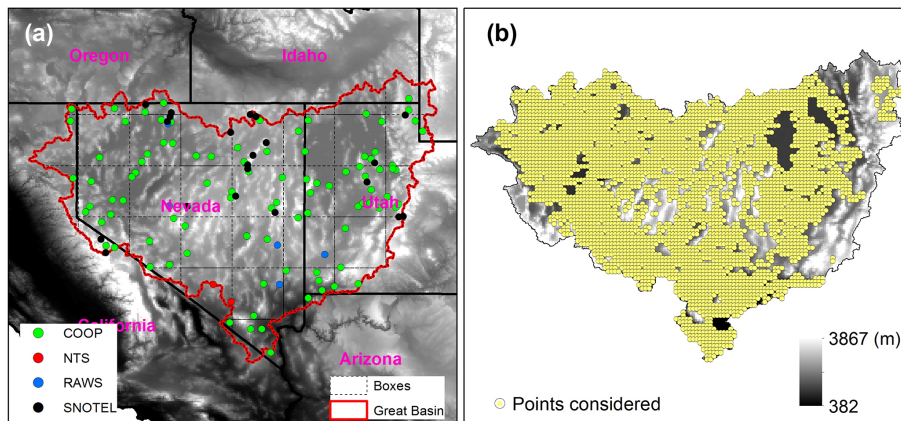 (a)
Oregon
Idaho
Nevada
Utah
California
Arizona
COOP
NTS
RAWS
SNOTEL
Boxes
Great Basin
(b)
3867 (m)
382
Points considered